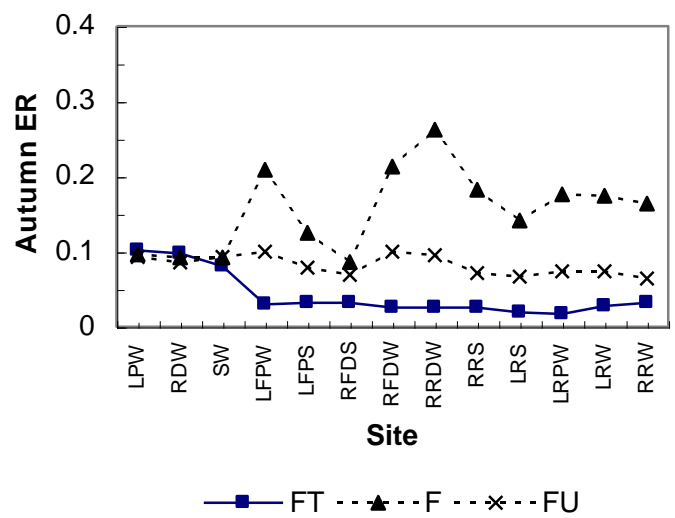 0.4
0.3
0.2
0.1
0
Autumn ER
LPW
RDW
SW
LFPW
LFPS
RFDS
RFDW
RRDW
RRS
LRS
LRPW
LRW
RRW
Site
FT F FU